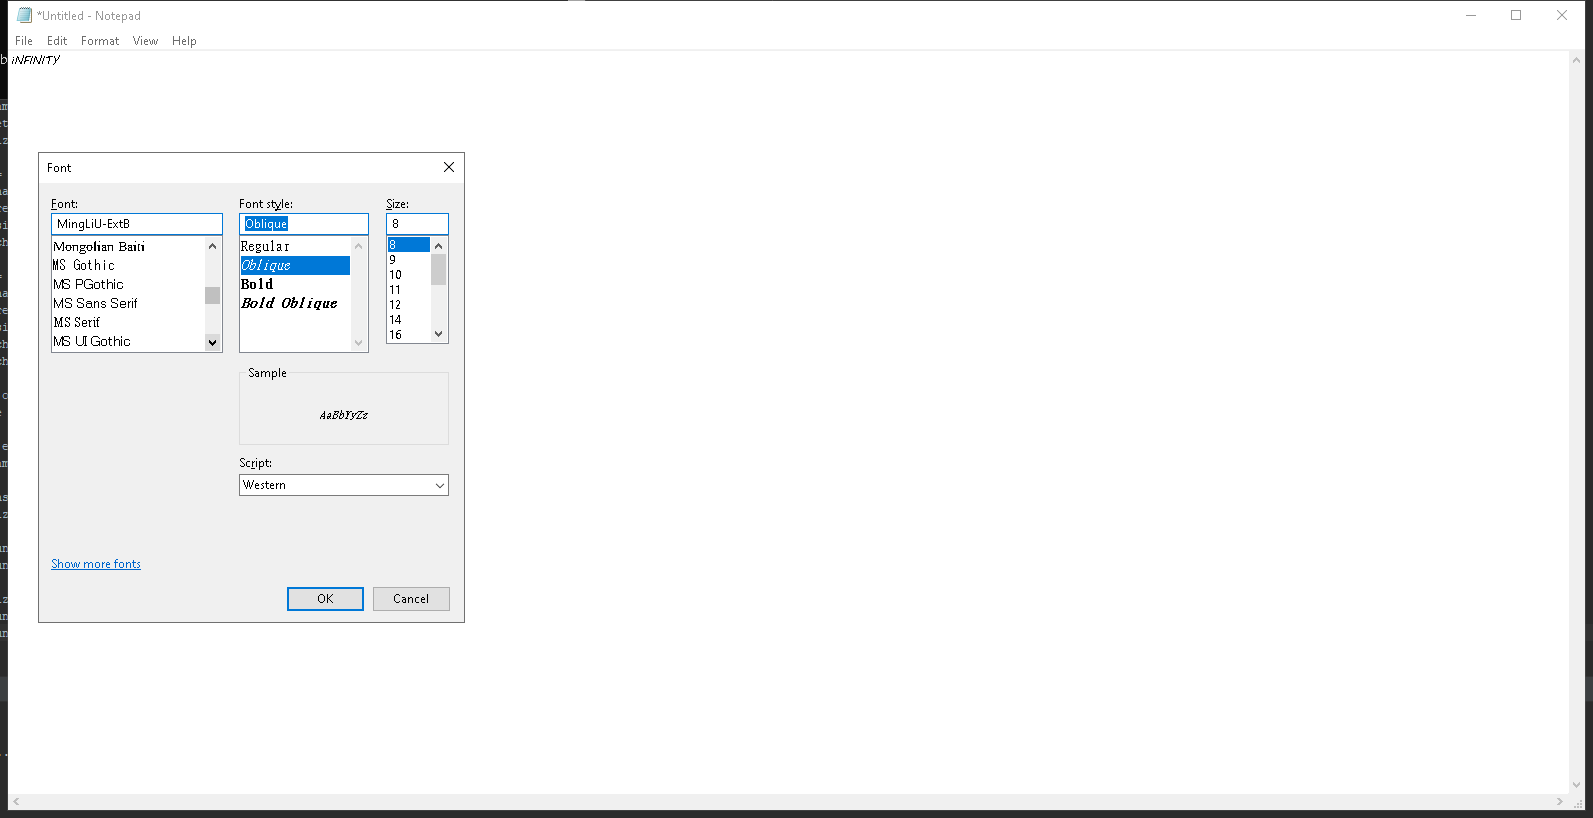 *Untitled - Notepad
File Edit Format View Help
iNFINITY
Font
Font: Font style: Size:
MingLiU-ExtB Oblique 8
Mongolian Baiti
MS Gothic
MS PGothic
MS Sans Serif
MS Serif
MS UI Gothic
Regular
Oblique
Bold
Bold Oblique
8
9
10
11
12
14
16
Sample
AaBbYyZz
Script:
Western
Show more fonts
OK Cancel